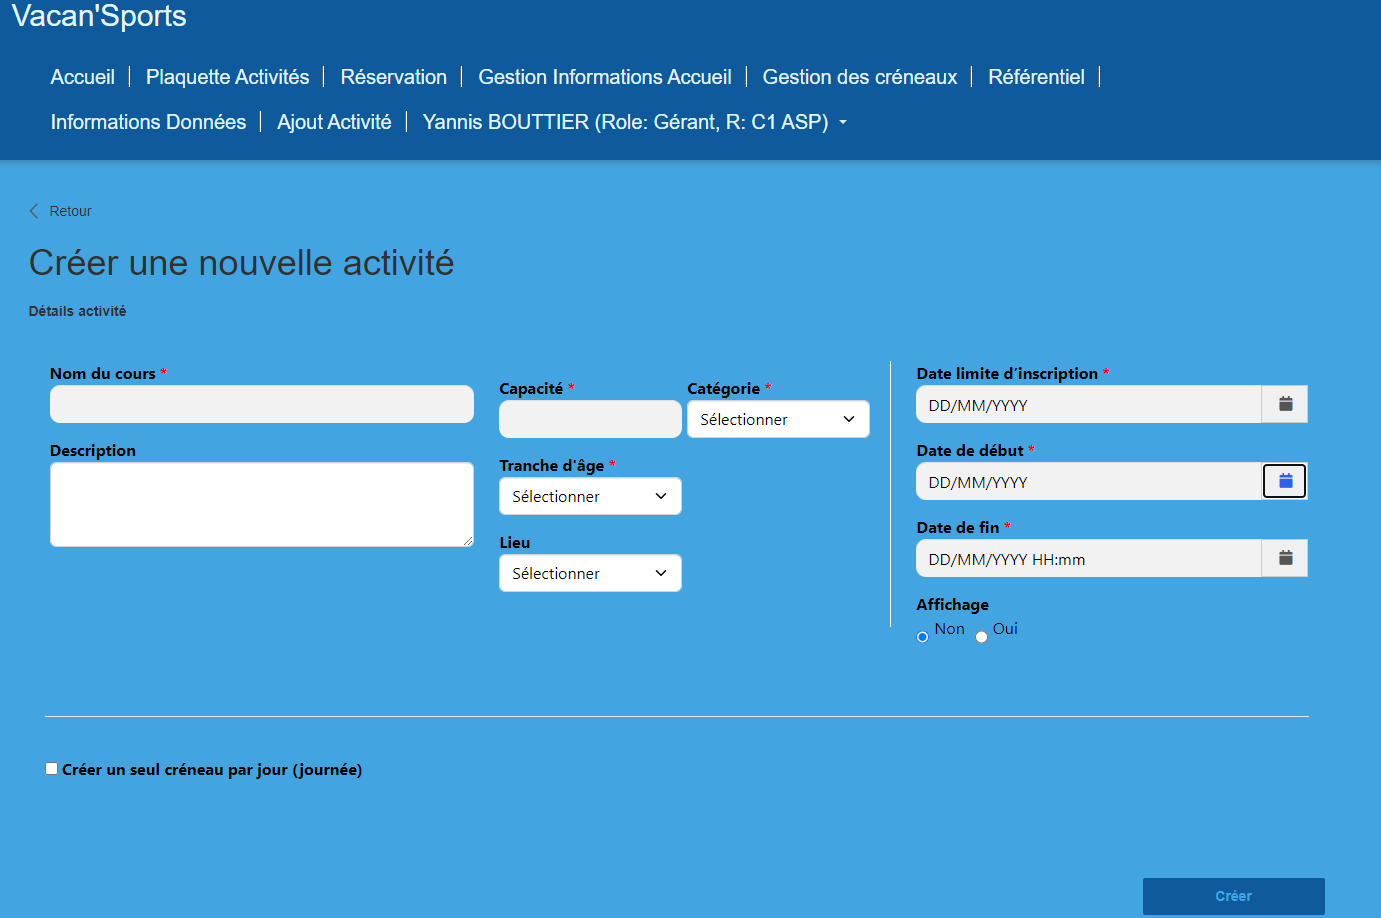 Vacan'Sports
Accueil Plaquette Activités Réservation Gestion Informations Accueil Gestion des créneaux Référentiel
Informations Données Ajout Activité Yannis BOUTTIER (Role: Gérant, R: C1 ASP)
Retour
Créer une nouvelle activité
Détails activité
Nom du cours *
Description
Capacité *
Catégorie *
Sélectionner
Tranche d'âge *
Sélectionner
Lieu
Sélectionner
Date limite d'inscription *
DD/MM/YYYY
Date de début *
DD/MM/YYYY
Date de fin *
DD/MM/YYYY HH:mm
Affichage
Non Oui
Créer un seul créneau par jour (journée)
Créer